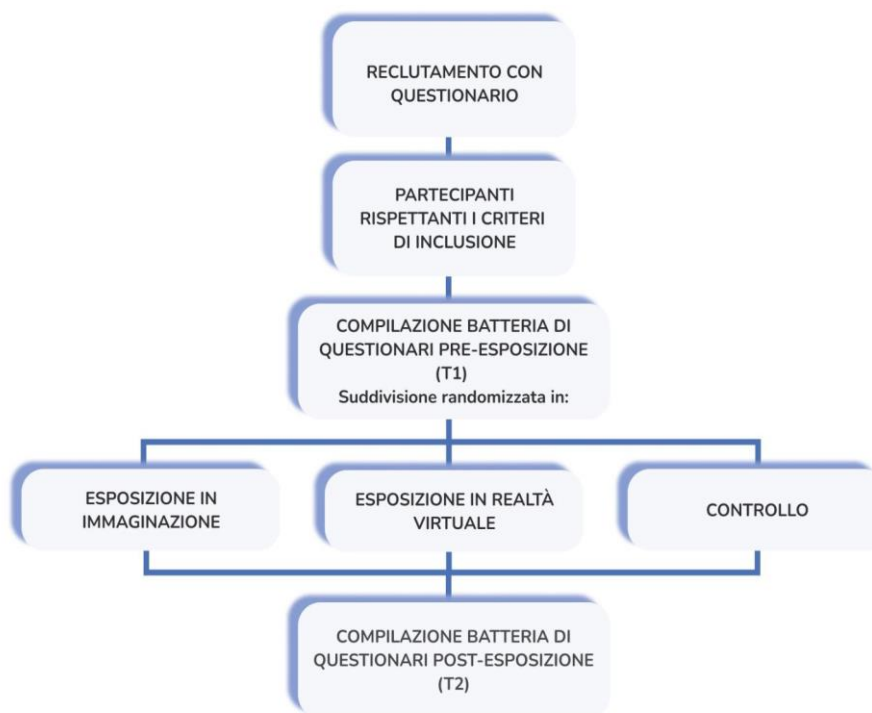 RECLUTAMENTO CON
QUESTIONARIO
PARTECIPANTI
RISPETTANTI I CRITERI
DI INCLUSIONE
COMPILAZIONE BATTERIA DI
QUESTIONARI PRE-ESPOSIZIONE
(T1)
Suddivisione randomizzata in:
ESPOSIZIONE IN
IMMAGINAZIONE
ESPOSIZIONE IN REALTÀ
VIRTUALE
CONTROLLO
COMPILAZIONE BATTERIA DI
QUESTIONARI POST-ESPOSIZIONE
(T2)